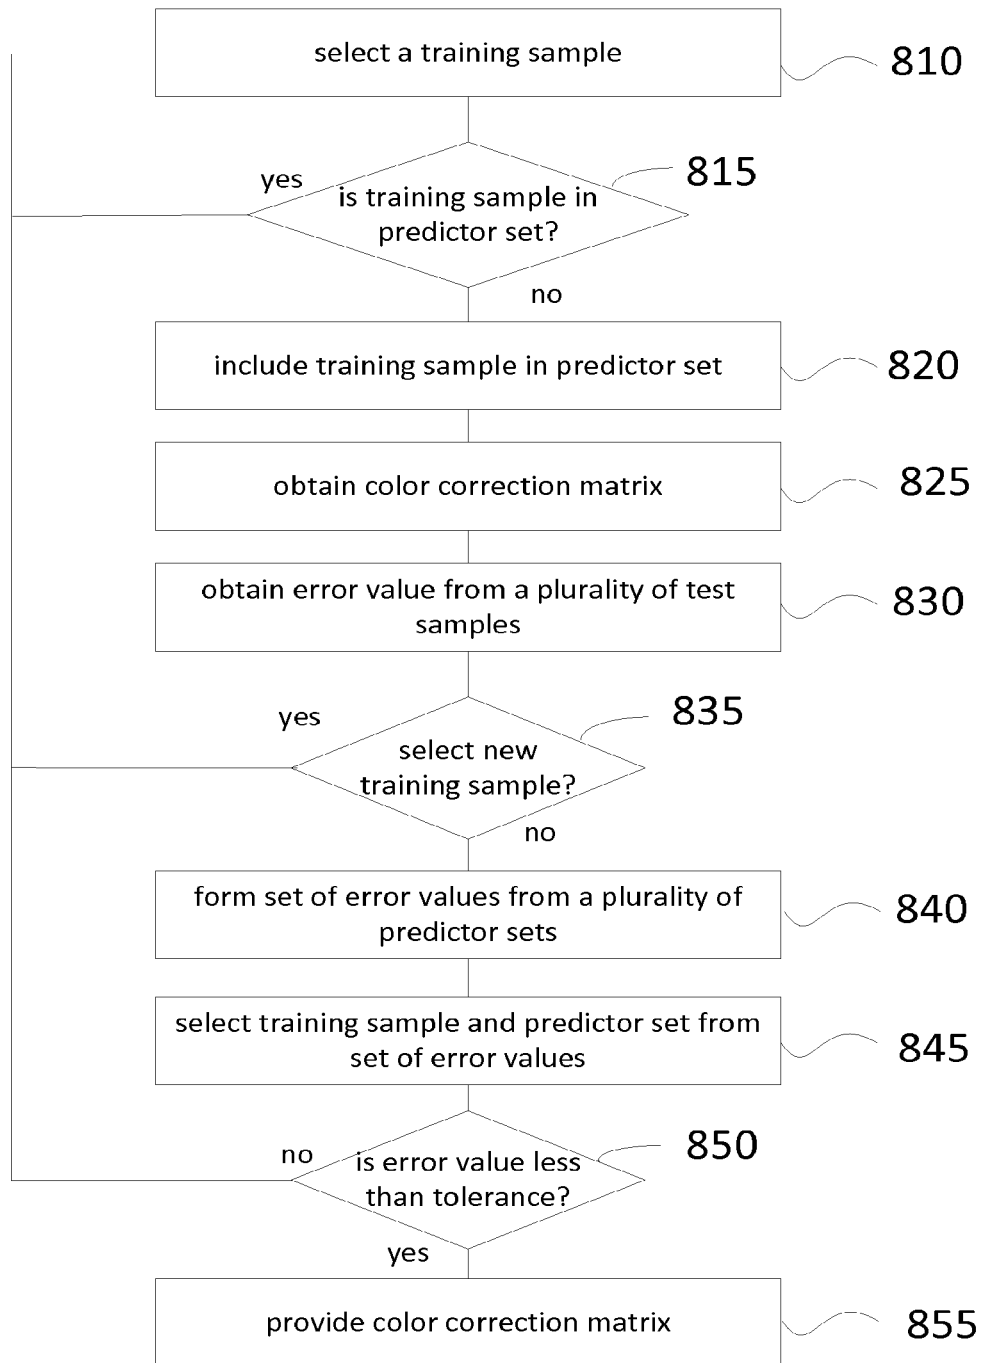 select a training sample
810
815
yes
is training sample in
predictor set?
no
include training sample in predictor set
820
obtain color correction matrix
825
obtain error value from a plurality of test
samples
830
835
yes
select new
training sample?
no
form set of error values from a plurality of
predictor sets
840
select training sample and predictor set from
set of error values
845
850
no
is error value less
than tolerance?
yes
provide color correction matrix
855